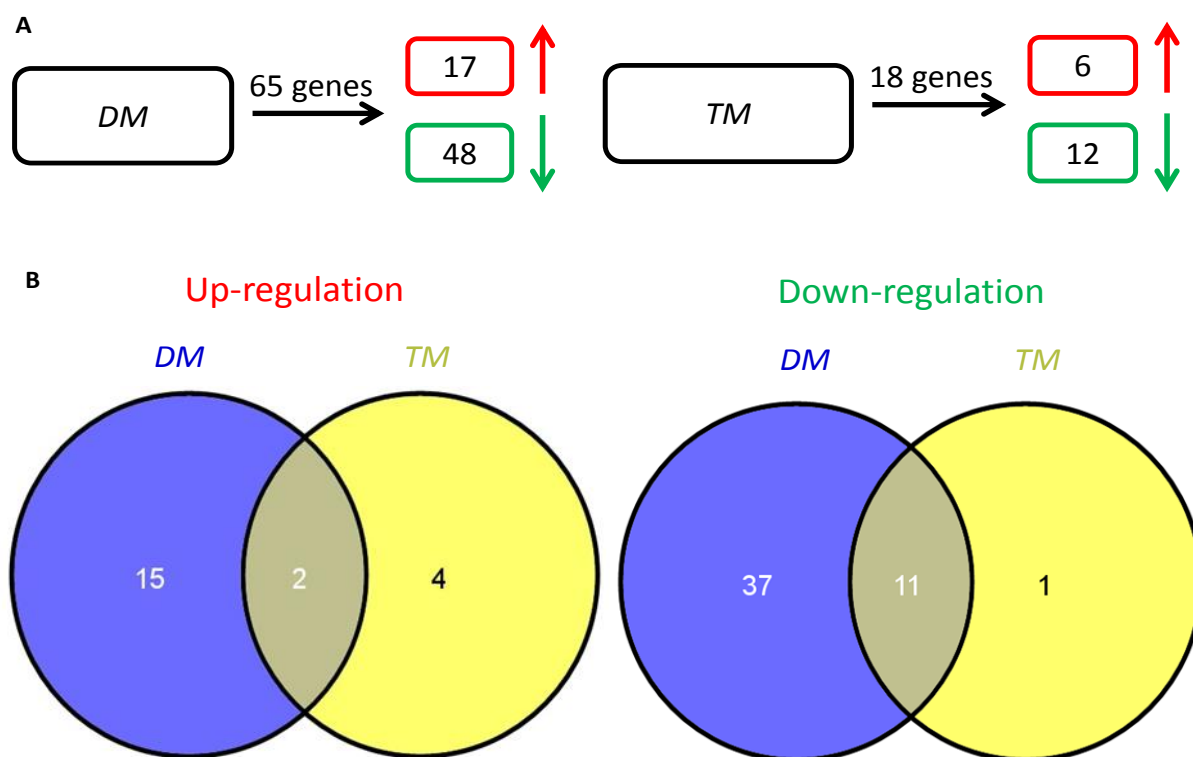 A
DM
65 genes
17
48
TM
18 genes
6
12
B
Up-regulation
Down-regulation
DM
TM
DM
TM
15
2
4
37
11
1